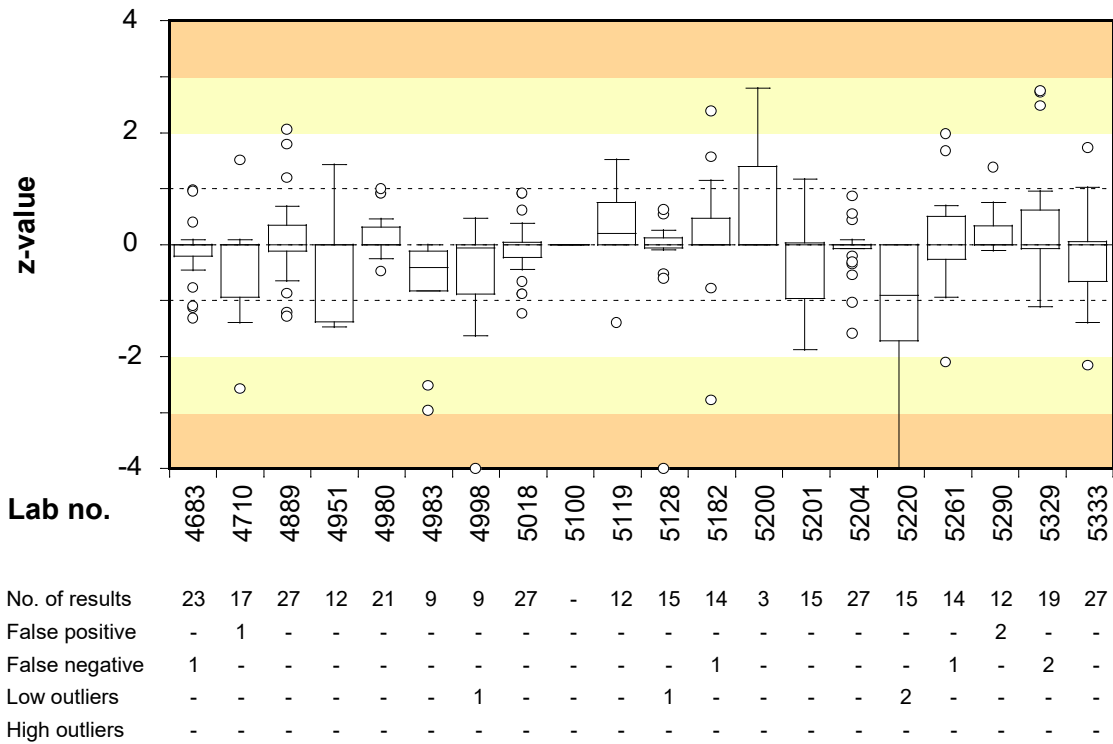 4
2
z-value
0
-2
-4
Lab no.
4683 4710 4889 4951 4980 4983 4998 5018 5100 5119 5128 5182 5200 5201 5204 5220 5261 5290 5329 5333
No. of results 23 17 27 12 21 9 9 27 - 12 15 14 3 15 27 15 14 12 19 27
False positive - 1 - - - - - - - - - - - - - - - 2 - -
False negative 1 - - - - - - - - - - 1 - - - - 1 - 2 -
Low outliers - - - - - - 1 - - - 1 - - - - 2 - - - -
High outliers - - - - - - - - - - - - - - - - - - - -